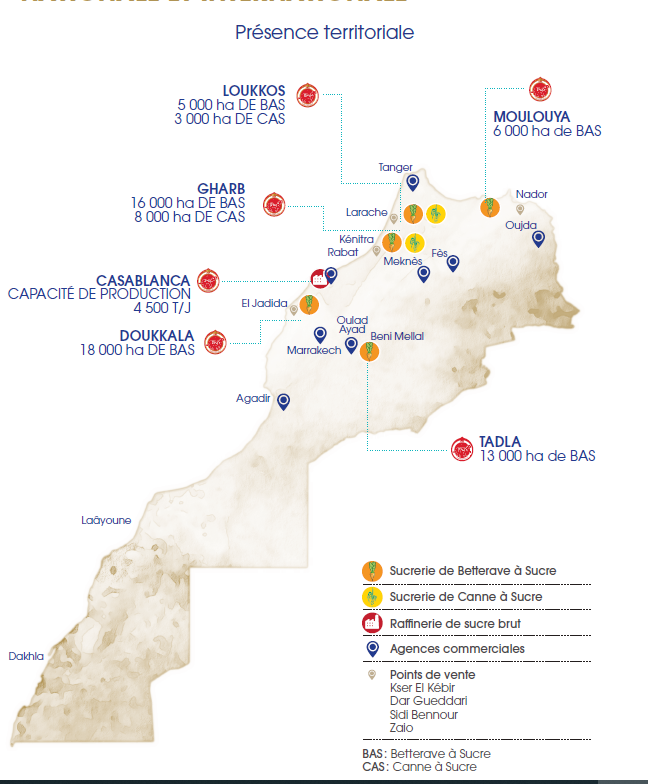 Présence territoriale
LOUKKOS
5 000 ha DE BAS
3 000 ha DE CAS
MOULOUYA
6 000 ha de BAS
Tanger
GHARB
16 000 ha DE BAS
8 000 ha DE CAS
Nador
Larache
Oujda
Kénitra
Rabat
Fès
Meknès
CASABLANCA
CAPACITÉ DE PRODUCTION
4 500 T/J
El Jadida
DOUKKALA
18 000 ha DE BAS
Oulad
Ayad
Beni Mellal
Marrakech
Agadir
TADLA
13 000 ha de BAS
Laâyoune
Dakhla
Sucrerie de Betterave à Sucre
Sucrerie de Canne à Sucre
Raffinerie de sucre brut
Agences commerciales
Points de vente
Kser El Kébir
Dar Gueddari
Sidi Bennour
Zaio
BAS : Betterave à Sucre
CAS : Canne à Sucre